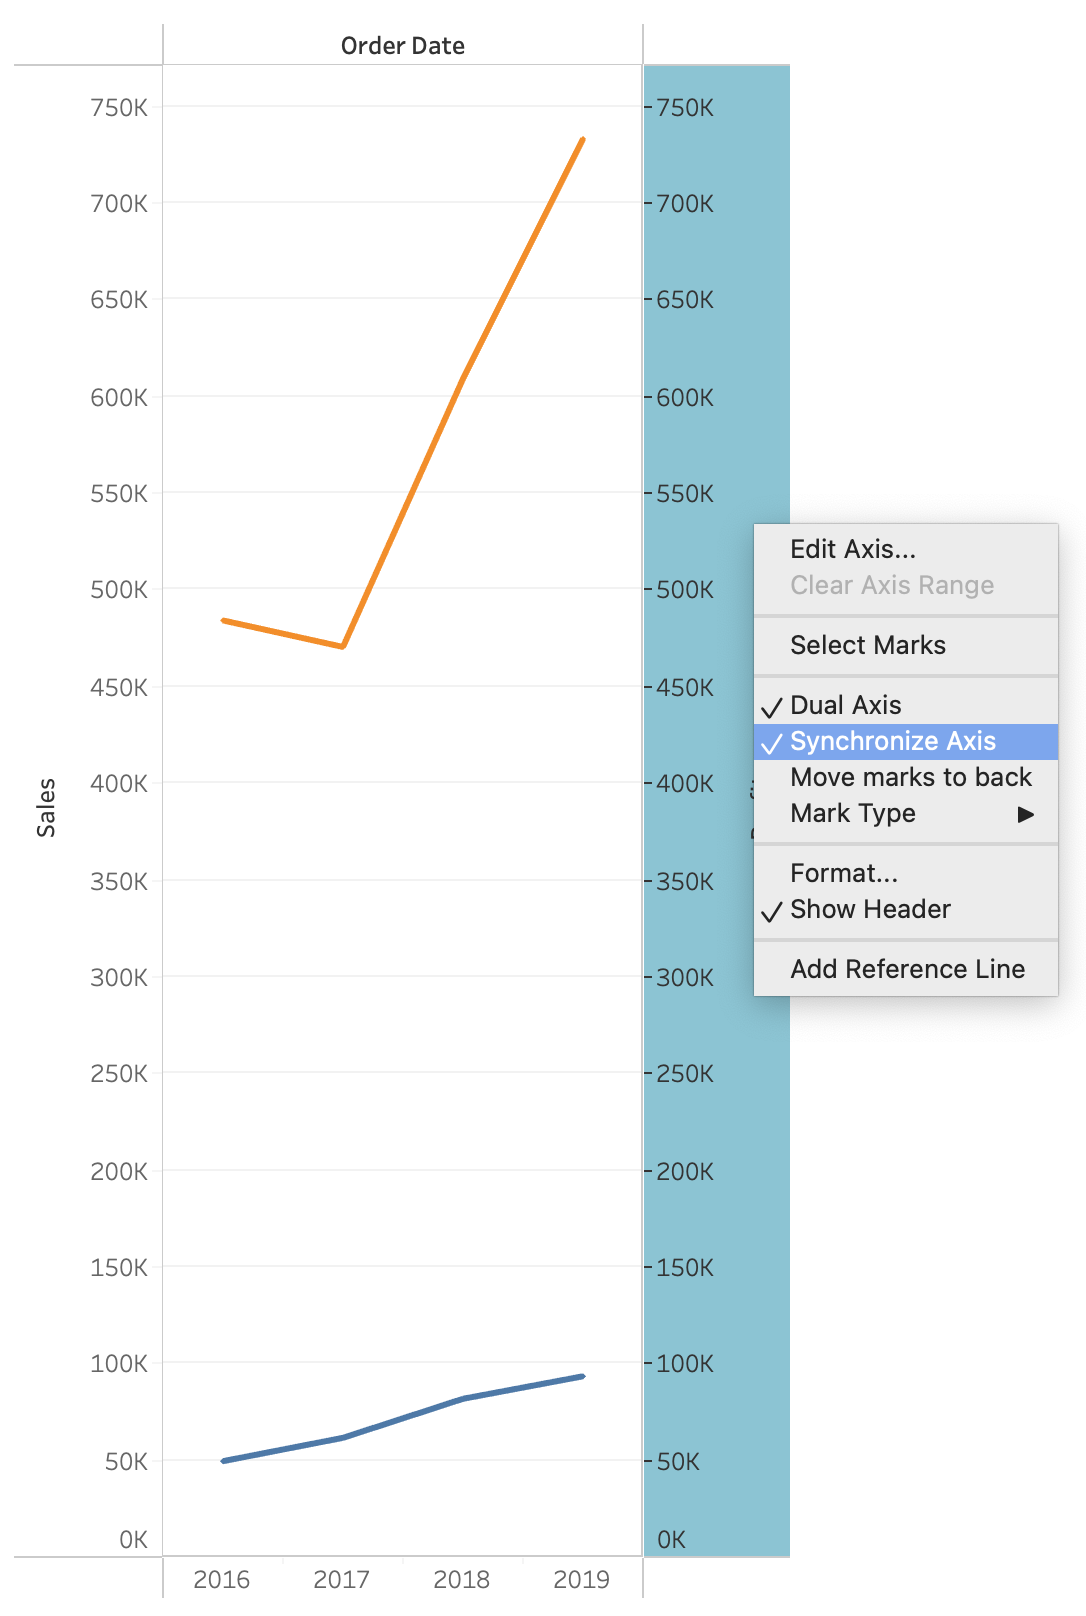 Order Date
750K
700K
650K
600K
550K
500K
450K
400K
350K
300K
250K
200K
150K
100K
50K
0K
Sales
750K
700K
650K
600K
550K
500K
450K
400K
350K
300K
250K
200K
150K
100K
50K
0K
2016 2017 2018 2019
Edit Axis...
Clear Axis Range
Select Marks
Dual Axis
Synchronize Axis
Move marks to back
Mark Type
Format...
Show Header
Add Reference Line